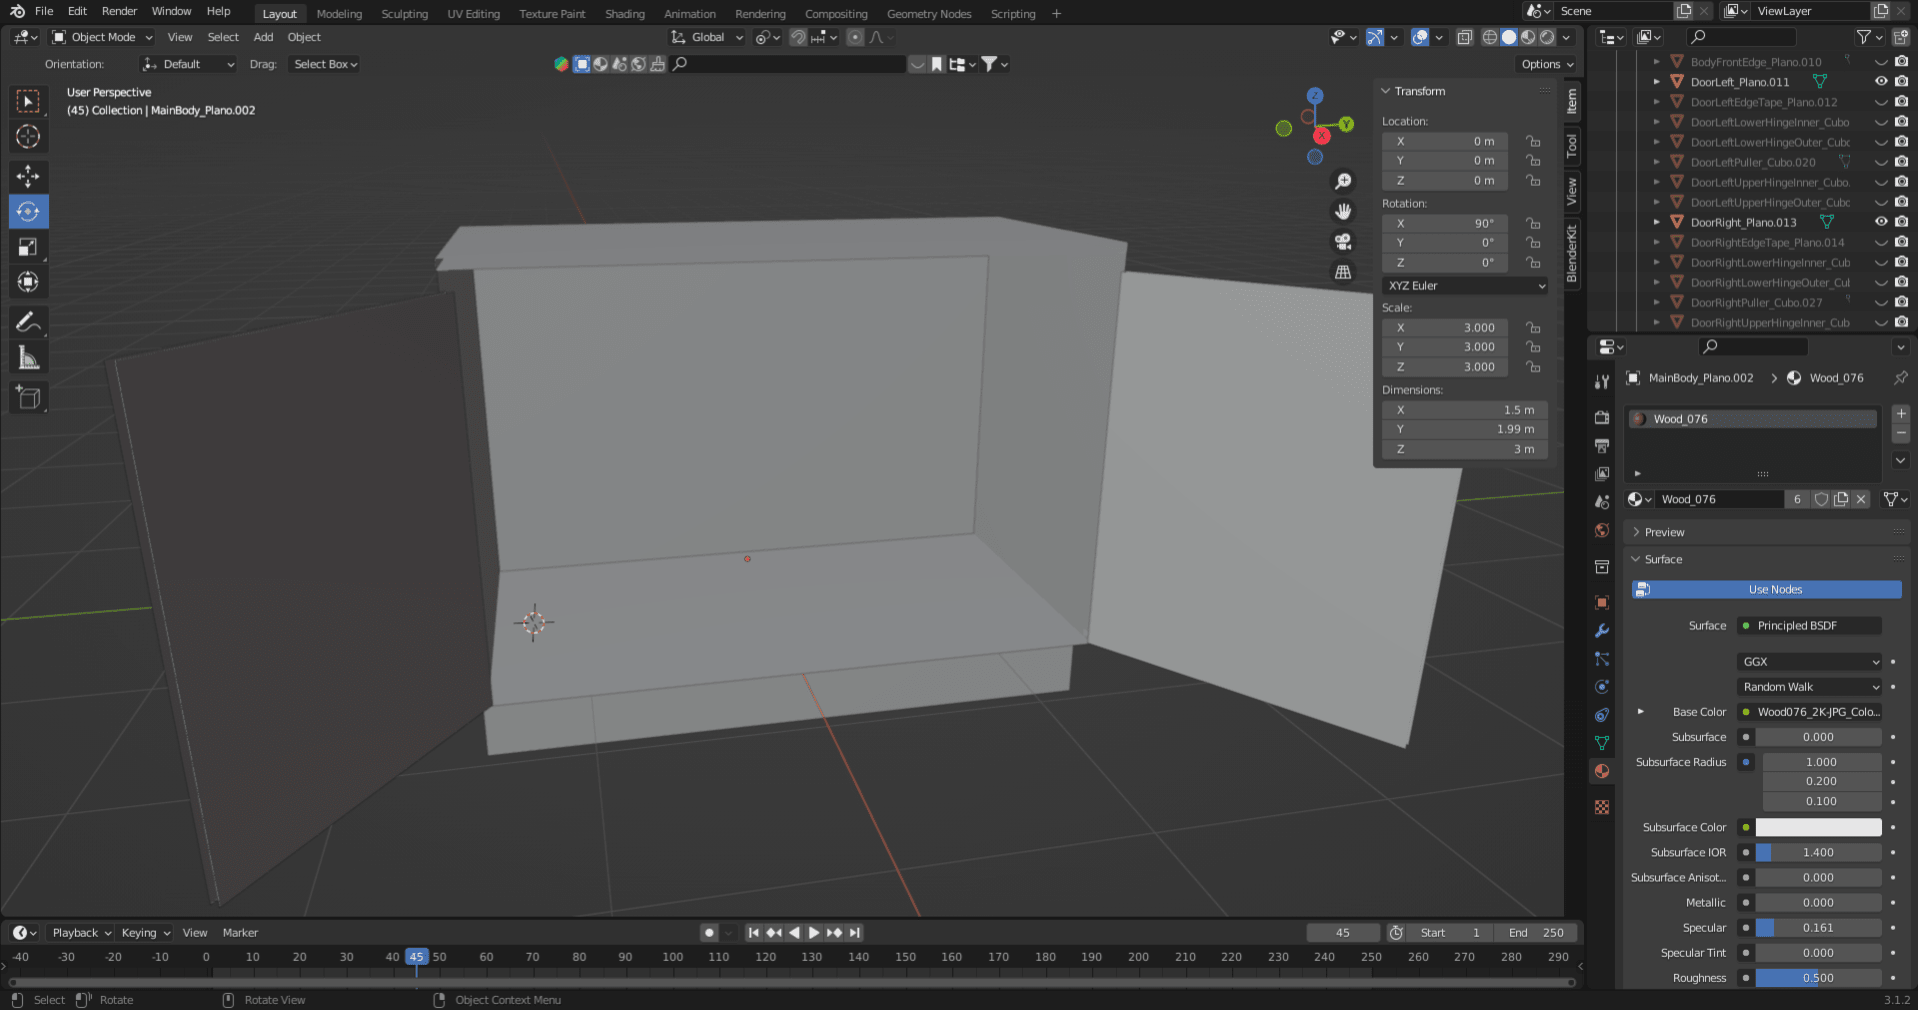 File Edit Render Window Help Layout Modeling Sculpting UV Editing Texture Paint Shading Animation Rendering Compositing Geometry Nodes Scripting + Scene ViewLayer
Object Mode View Select Add Object Global
Orientation: Default Drag: Select Box Options
User Perspective
(45) Collection | MainBody_Plano.002
Z
Y
X
Transform
Location:
X 0 m
Y 0 m
Z 0 m
Rotation:
X 90°
Y 0°
Z 0°
XYZ Euler
Scale:
X 3.000
Y 3.000
Z 3.000
Dimensions:
X 1.5 m
Y 1.99 m
Z 3 m
Item
Tool
View
BlenderKit
BodyFrontEdge_Plano.010
DoorLeft_Plano.011
DoorLeftEdgeTape_Plano.012
DoorLeftLowerHingeInner_Cubo
DoorLeftLowerHingeOuter_Cubc
DoorLeftPuller_Cubo.020
DoorLeftUpperHingeInner_Cubo.
DoorLeftUpperHingeOuter_Cubc
DoorRight_Plano.013
DoorRightEdgeTape_Plano.014
DoorRightLowerHingeInner_Cub
DoorRightLowerHingeOuter_Cul
DoorRightPuller_Cubo.027
DoorRightUpperHingeInner_Cub
MainBody_Plano.002 > Wood_076
Wood_076
Wood_076 6
Preview
Surface
Use Nodes
Surface Principled BSDF
GGX
Random Walk
Base Color Wood076_2K-JPG_Colo...
Subsurface 0.000
Subsurface Radius 1.000
0.200
0.100
Subsurface Color
Subsurface IOR 1.400
Subsurface Anisot... 0.000
Metallic 0.000
Specular 0.161
Specular Tint 0.000
Roughness 0.500
Playback Keying View Marker 45 Start 1 End 250
-40 -30 -20 -10 0 10 20 30 40 45 50 60 70 80 90 100 110 120 130 140 150 160 170 180 190 200 210 220 230 240 250 260 270 280 290
Select Rotate Rotate View Object Context Menu 3.1.2